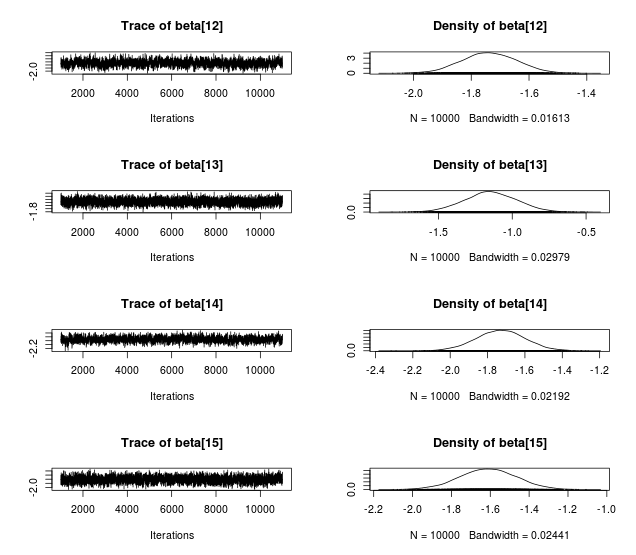 Trace of beta[12]
-2.0
2000 4000 6000 8000 10000
Iterations
Density of beta[12]
0 3
-2.0 -1.8 -1.6 -1.4
N = 10000 Bandwidth = 0.01613
Trace of beta[13]
-1.8
2000 4000 6000 8000 10000
Iterations
Density of beta[13]
0.0
-1.5 -1.0 -0.5
N = 10000 Bandwidth = 0.02979
Trace of beta[14]
-2.2
2000 4000 6000 8000 10000
Iterations
Density of beta[14]
0.0
-2.4 -2.2 -2.0 -1.8 -1.6 -1.4 -1.2
N = 10000 Bandwidth = 0.02192
Trace of beta[15]
-2.0
2000 4000 6000 8000 10000
Iterations
Density of beta[15]
0.0
-2.2 -2.0 -1.8 -1.6 -1.4 -1.2 -1.0
N = 10000 Bandwidth = 0.02441